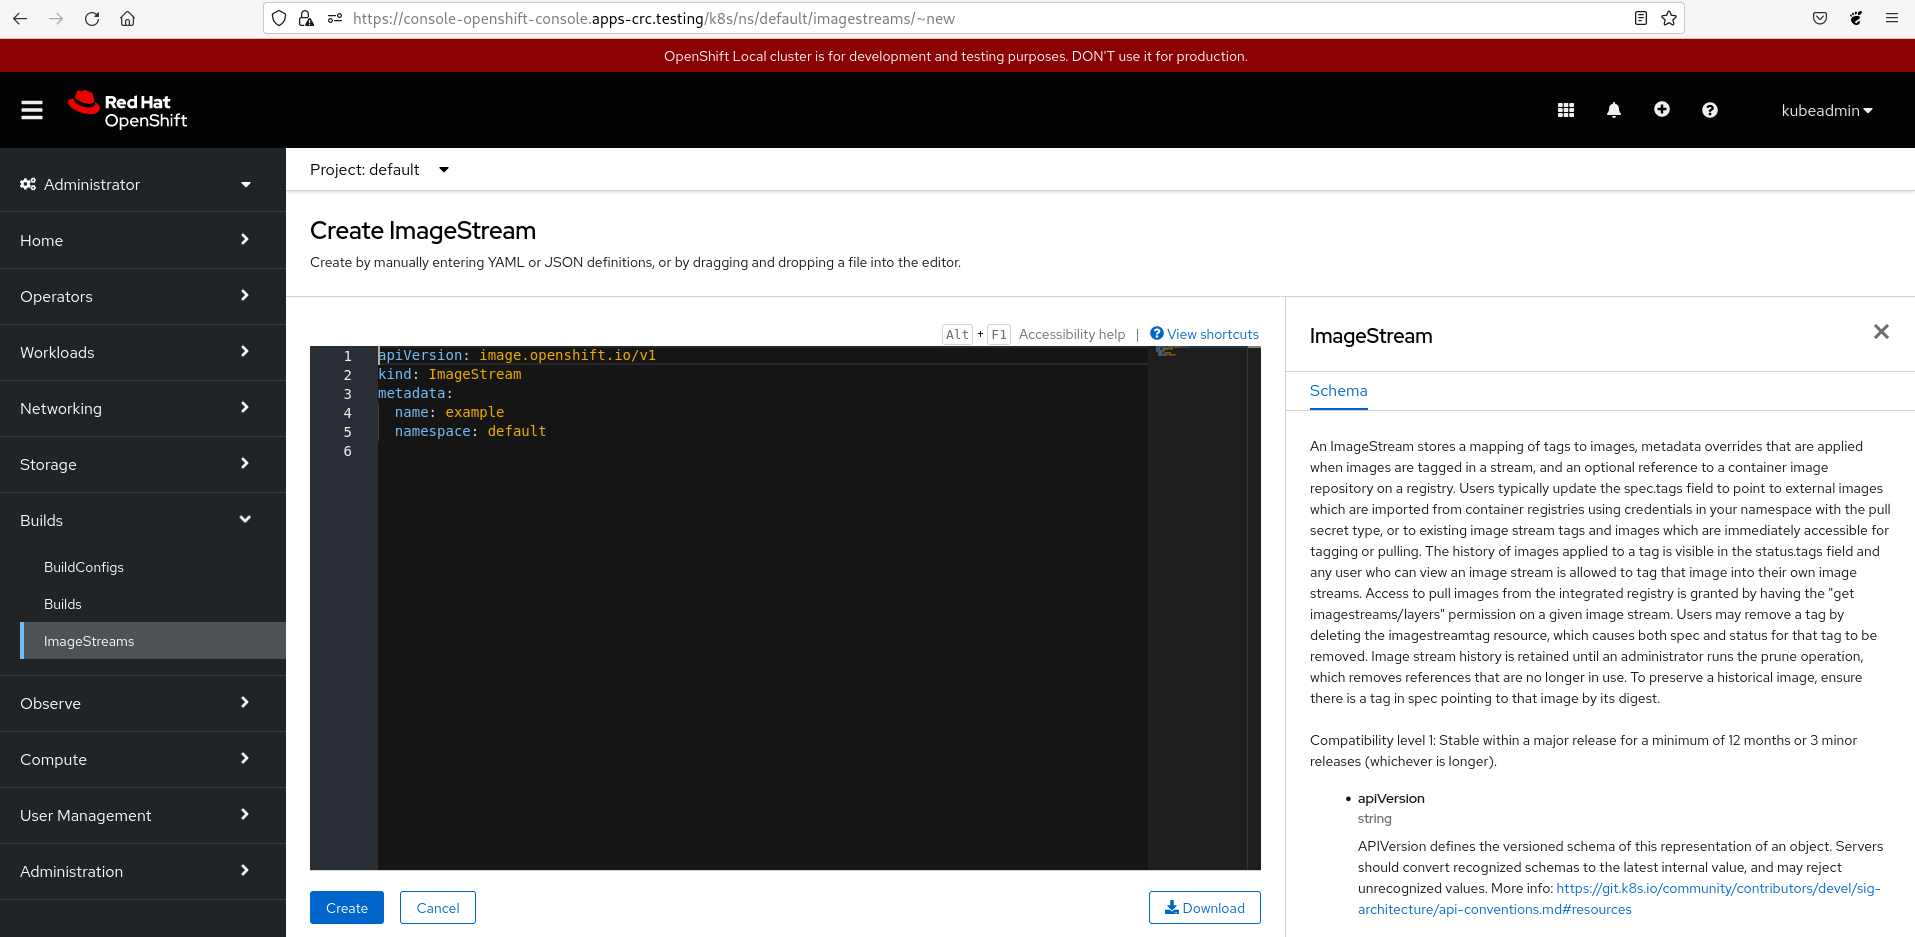 https://console-openshift-console.apps-crc.testing/k8s/ns/default/imagestreams/~new
OpenShift Local cluster is for development and testing purposes. DON'T use it for production.
Red Hat
OpenShift
kubeadmin
Administrator
Home
Operators
Workloads
Networking
Storage
Builds
BuildConfigs
Builds
ImageStreams
Observe
Compute
User Management
Administration
Project: default
Create ImageStream
Create by manually entering YAML or JSON definitions, or by dragging and dropping a file into the editor.
Alt + F1 Accessibility help | View shortcuts
1 apiVersion: image.openshift.io/v1
2 kind: ImageStream
3 metadata:
4 name: example
5 namespace: default
6
Create
Cancel
Download
ImageStream
Schema
An ImageStream stores a mapping of tags to images, metadata overrides that are applied
when images are tagged in a stream, and an optional reference to a container image
repository on a registry. Users typically update the spec.tags field to point to external images
which are imported from container registries using credentials in your namespace with the pull
secret type, or to existing image stream tags and images which are immediately accessible for
tagging or pulling. The history of images applied to a tag is visible in the status.tags field and
any user who can view an image stream is allowed to tag that image into their own image
streams. Access to pull images from the integrated registry is granted by having the "get
imagestreams/layers" permission on a given image stream. Users may remove a tag by
deleting the imagestreamtag resource, which causes both spec and status for that tag to be
removed. Image stream history is retained until an administrator runs the prune operation,
which removes references that are no longer in use. To preserve a historical image, ensure
there is a tag in spec pointing to that image by its digest.
Compatibility level 1: Stable within a major release for a minimum of 12 months or 3 minor
releases (whichever is longer).
• apiVersion
string
APIVersion defines the versioned schema of this representation of an object. Servers
should convert recognized schemas to the latest internal value, and may reject
unrecognized values. More info: https://git.k8s.io/community/contributors/devel/sig-
architecture/api-conventions.md#resources